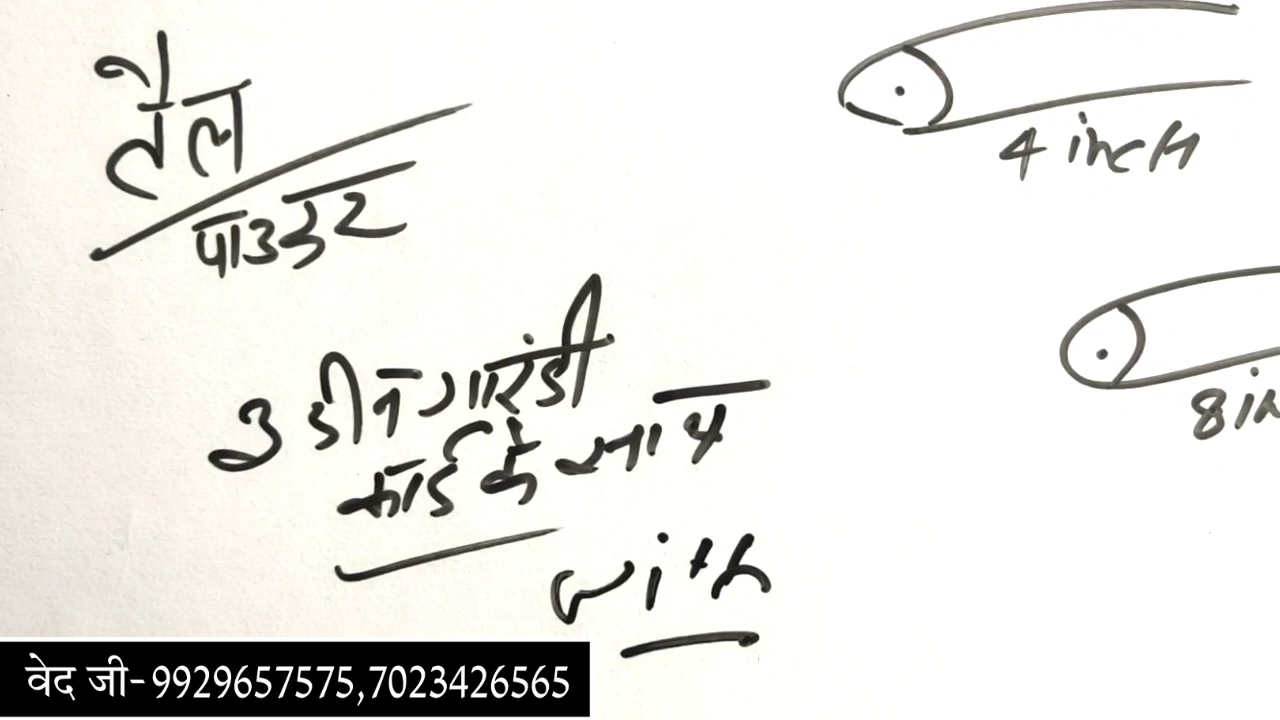 तैल
पाउडर
4 inch
3 डीन गारंडी
कार्ड के साथ
with
8 in
वेद जी- 9929657575,7023426565